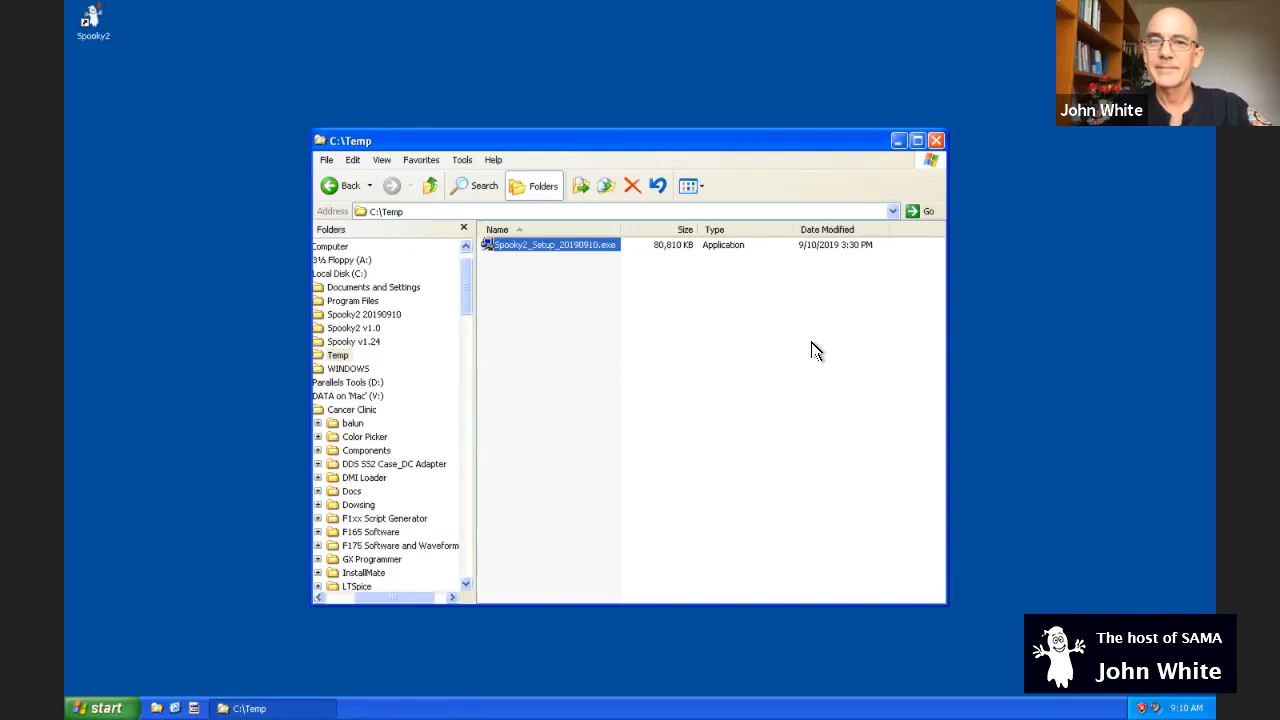 Spooky2
John White
C:\Temp
File Edit View Favorites Tools Help
Back Search Folders
Address C:\Temp Go
Folders
Name Size Type Date Modified
Spooky2_Setup_20190910.exe 80,810 KB Application 9/10/2019 3:30 PM
Computer
3½ Floppy (A:)
Local Disk (C:)
Documents and Settings
Program Files
Spooky2 20190910
Spooky2 v1.0
Spooky v1.24
Temp
WINDOWS
Parallels Tools (D:)
DATA on 'Mac' (V:)
Cancer Clinic
balun
Color Picker
Components
DDS SS2 Case_DC Adapter
DMI Loader
Docs
Dowsing
F1xx Script Generator
F165 Software
F175 Software and Waveform
GX Programmer
InstallMate
LTSpice
The host of SAMA
John White
start C:\Temp 9:10 AM